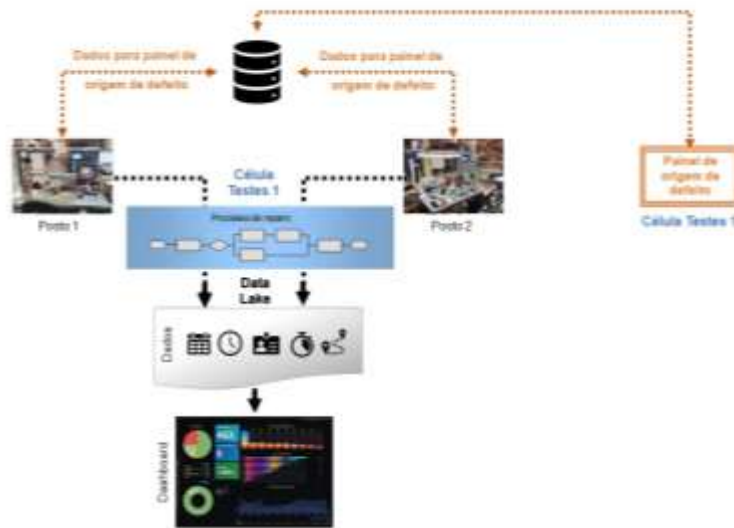 Dados para painel de
origem de defeito
Dados para painel de
origem de defeito
Célula
Testes 1
Painel de
origem de
defeito
Posto 1
Processo de reparo
Posto 2
Célula Testes 1
Data
Lake
Dados
Dashboard